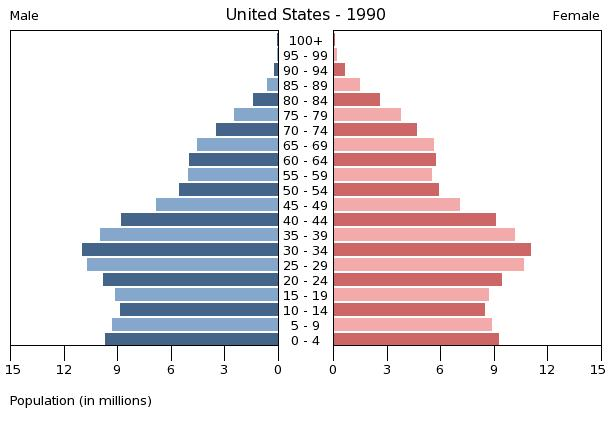 Male United States - 1990 Female
100+
95 - 99
90 - 94
85 - 89
80 - 84
75 - 79
70 - 74
65 - 69
60 - 64
55 - 59
50 - 54
45 - 49
40 - 44
35 - 39
30 - 34
25 - 29
20 - 24
15 - 19
10 - 14
5 - 9
0 - 4
15 12 9 6 3 0 0 3 6 9 12 15
Population (in millions)